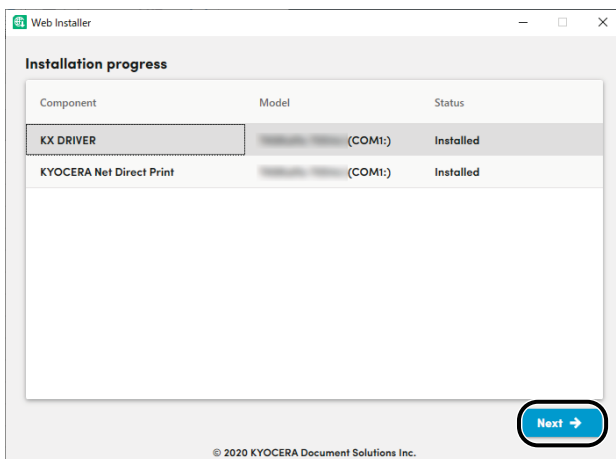 Web Installer
Installation progress
Component Model Status
KX DRIVER (COM1:) Installed
KYOCERA Net Direct Print (COM1:) Installed
Next →
© 2020 KYOCERA Document Solutions Inc.